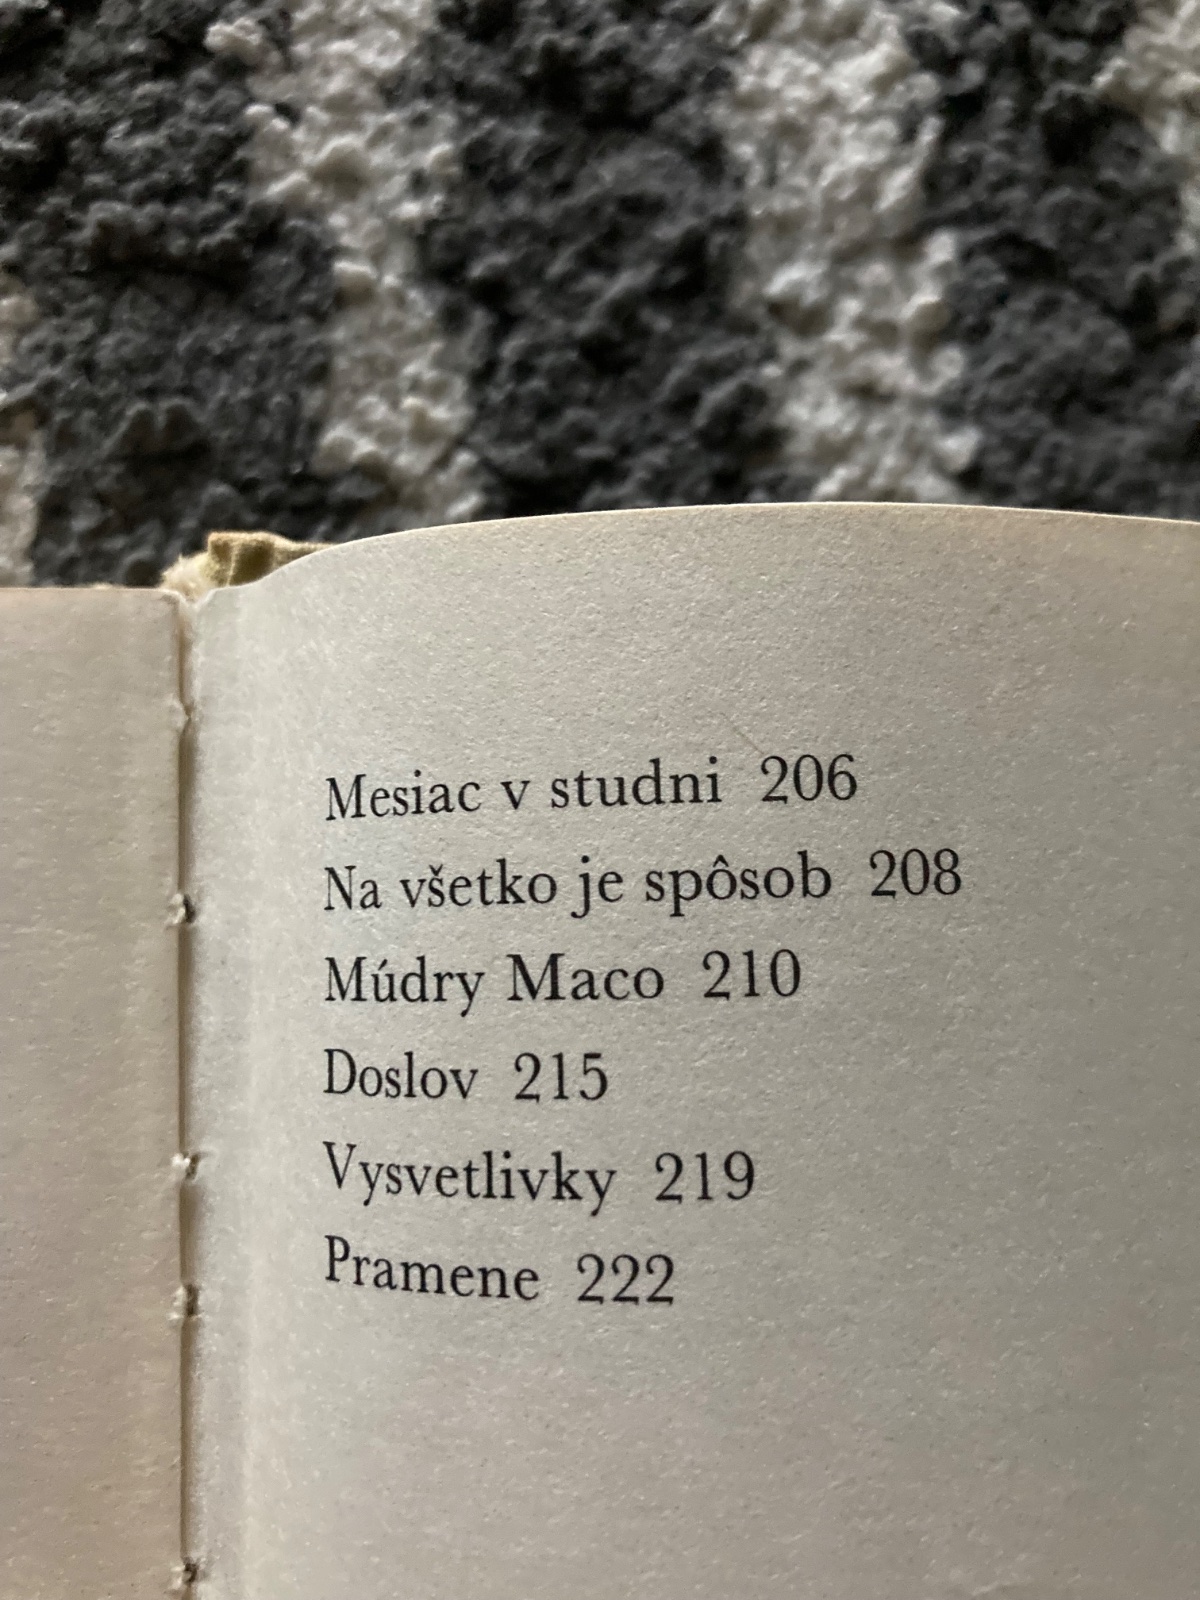 Mesiac v studni 206
Na všetko je spôsob 208
Múdry Maco 210
Doslov 215
Vysvetlivky 219
Pramene 222